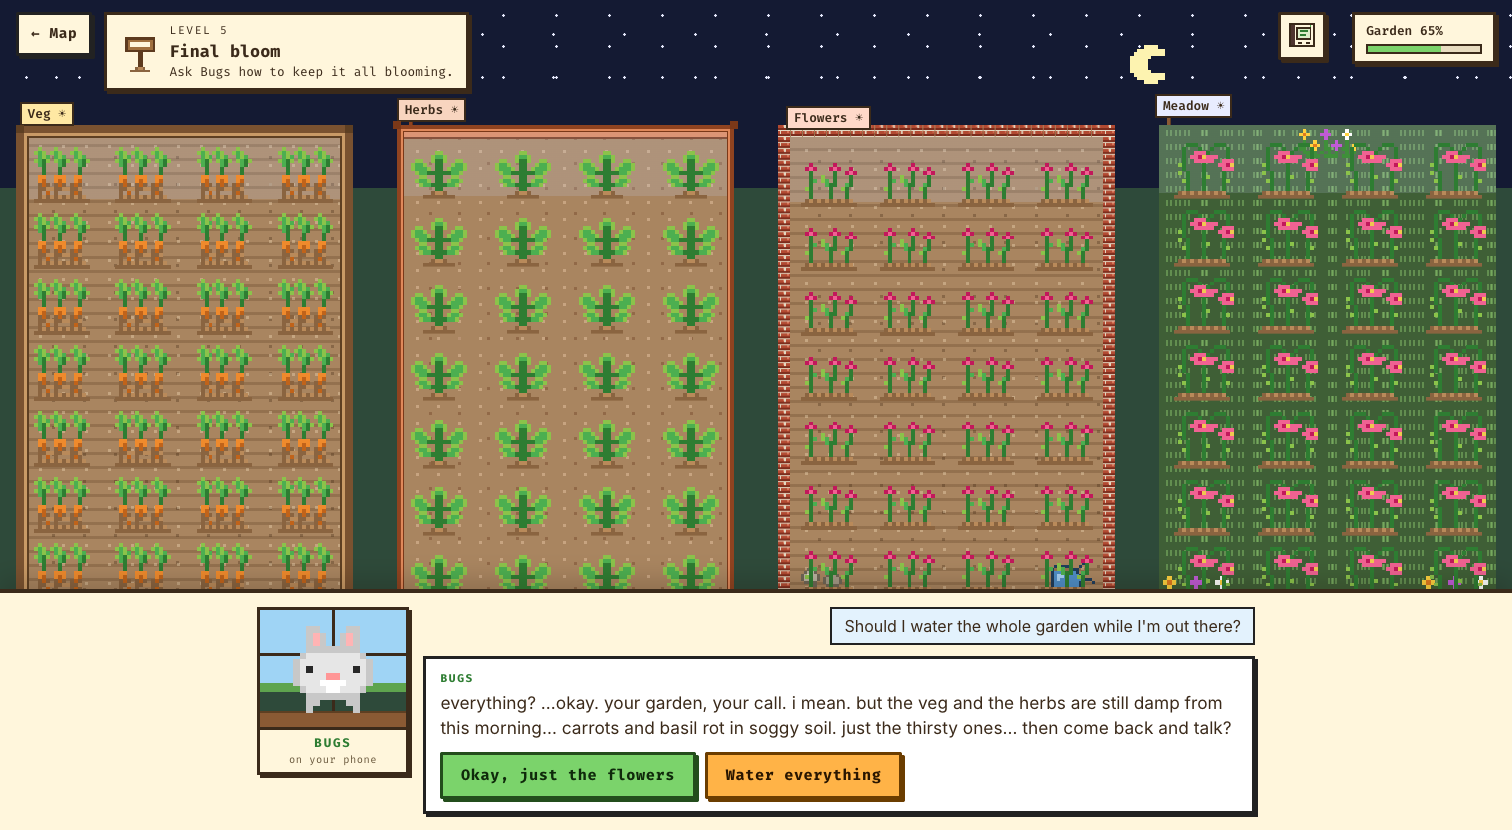 ← Map
LEVEL 5
Final bloom
Ask Bugs how to keep it all blooming.
Garden 65%
Veg ☀
Herbs ☀
Flowers ☀
Meadow ☀
Should I water the whole garden while I'm out there?
BUGS
on your phone
BUGS
everything? ...okay. your garden, your call. i mean. but the veg and the herbs are still damp from
this morning... carrots and basil rot in soggy soil. just the thirsty ones... then come back and talk?
Okay, just the flowers
Water everything